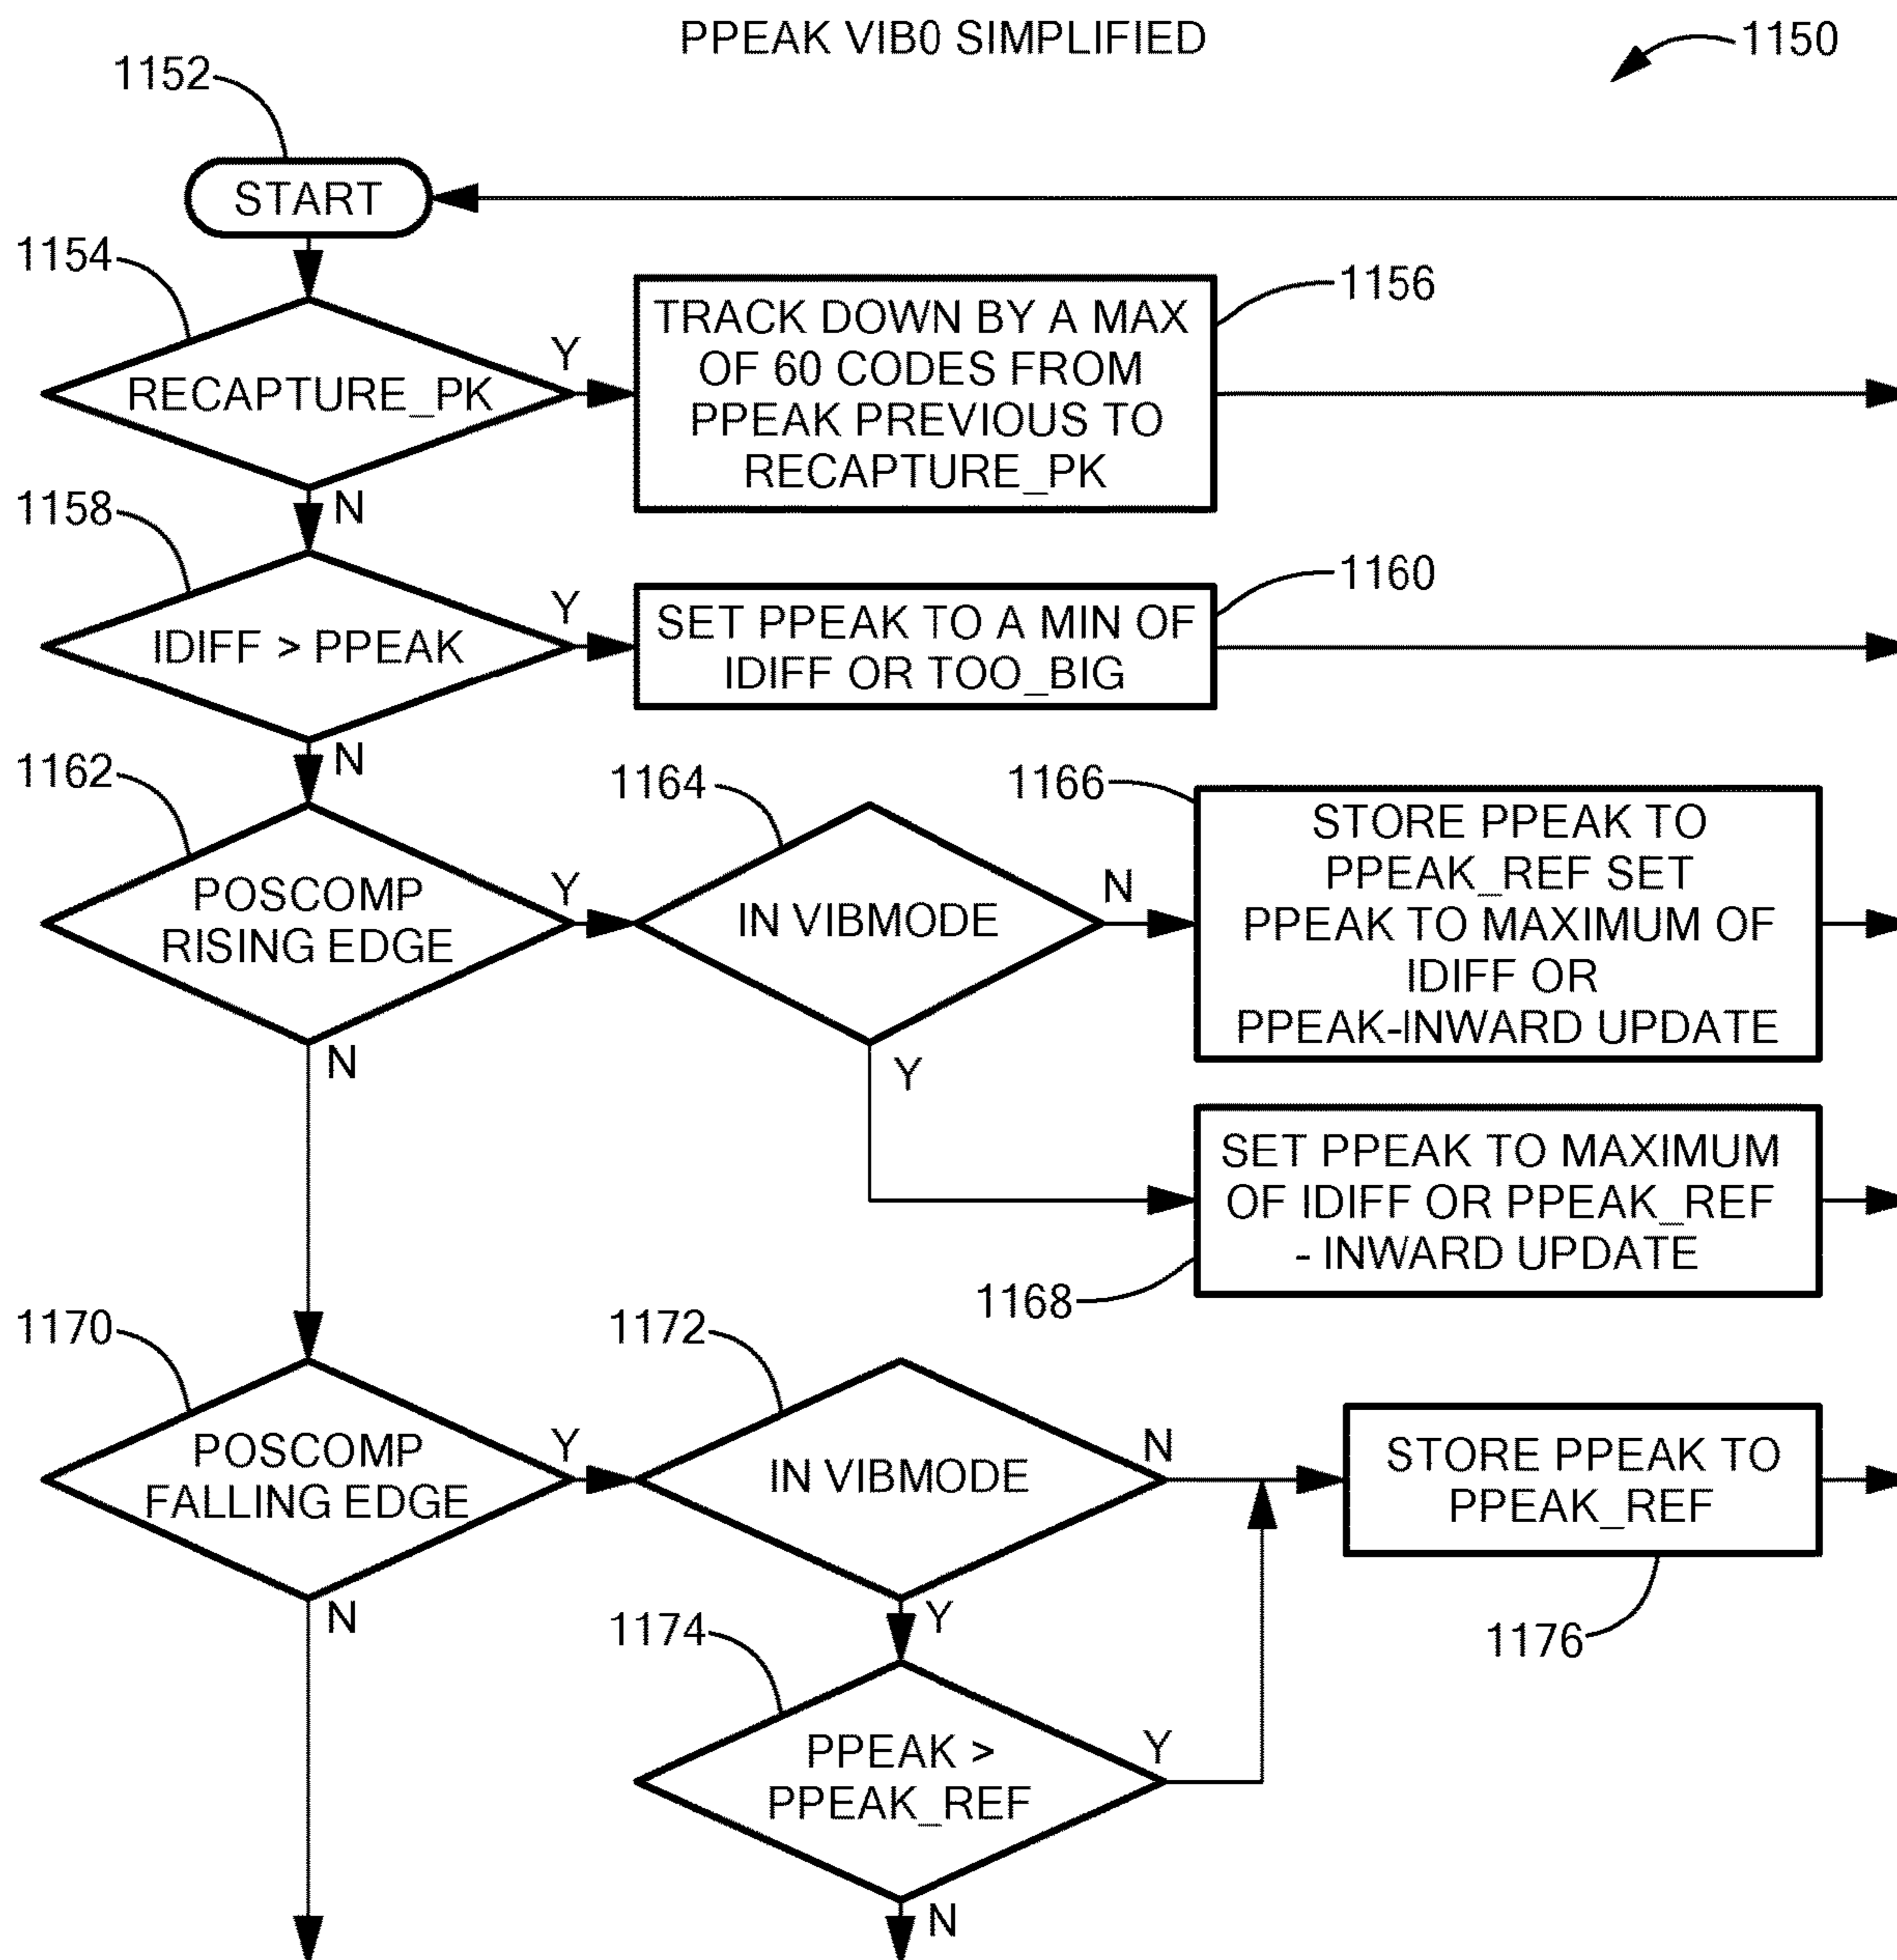 PPEAK VIB0 SIMPLIFIED
1150
1152
START
1154
RECAPTURE_PK
Y
N
TRACK DOWN BY A MAX
OF 60 CODES FROM
PPEAK PREVIOUS TO
RECAPTURE_PK
1156
1158
IDIFF > PPEAK
Y
N
SET PPEAK TO A MIN OF
IDIFF OR TOO_BIG
1160
1162
POSCOMP
RISING EDGE
Y
N
1164
IN VIBMODE
N
Y
1166
STORE PPEAK TO
PPEAK_REF SET
PPEAK TO MAXIMUM OF
IDIFF OR
PPEAK-INWARD UPDATE
SET PPEAK TO MAXIMUM
OF IDIFF OR PPEAK_REF
- INWARD UPDATE
1168
1170
POSCOMP
FALLING EDGE
Y
N
1172
IN VIBMODE
N
Y
STORE PPEAK TO
PPEAK_REF
1176
1174
PPEAK >
PPEAK_REF
Y
N